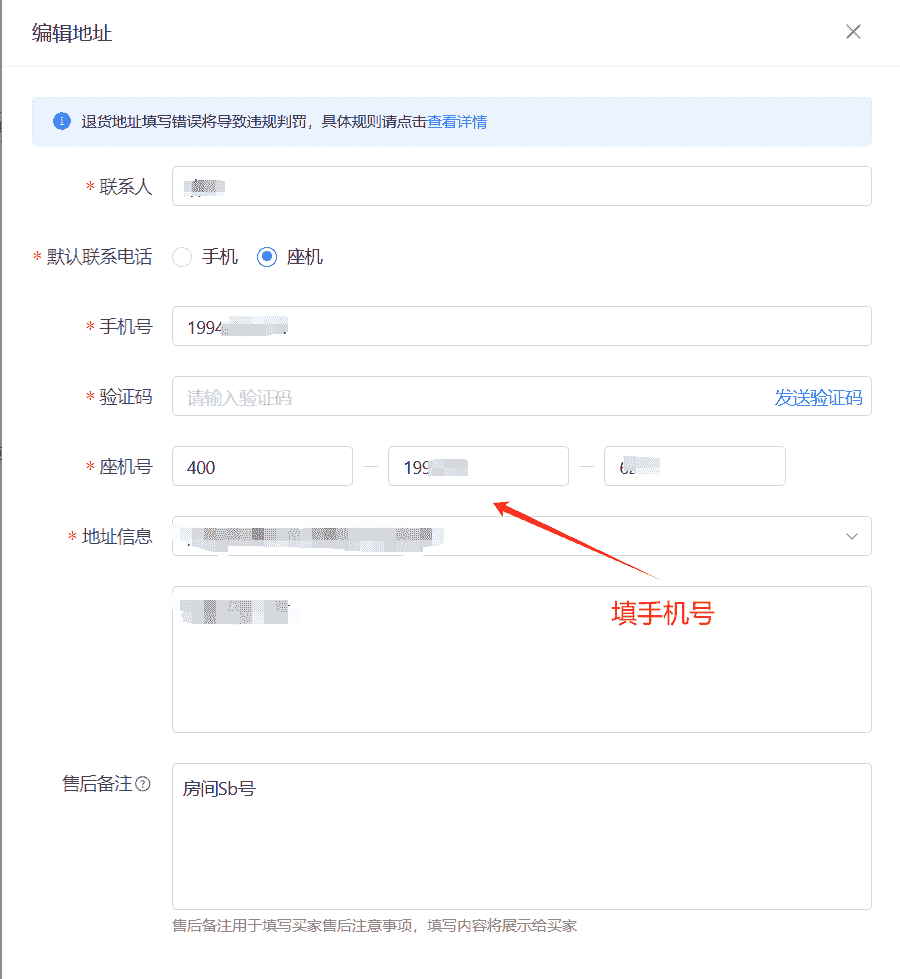 编辑地址
退货地址填写错误将导致违规判罚，具体规则请点击查看详情
* 联系人
* 默认联系电话 手机 座机
* 手机号 1994
* 验证码 请输入验证码 发送验证码
* 座机号 400 — 199 —
* 地址信息
填手机号
售后备注 房间Sb号
售后备注用于填写买家售后注意事项，填写内容将展示给买家